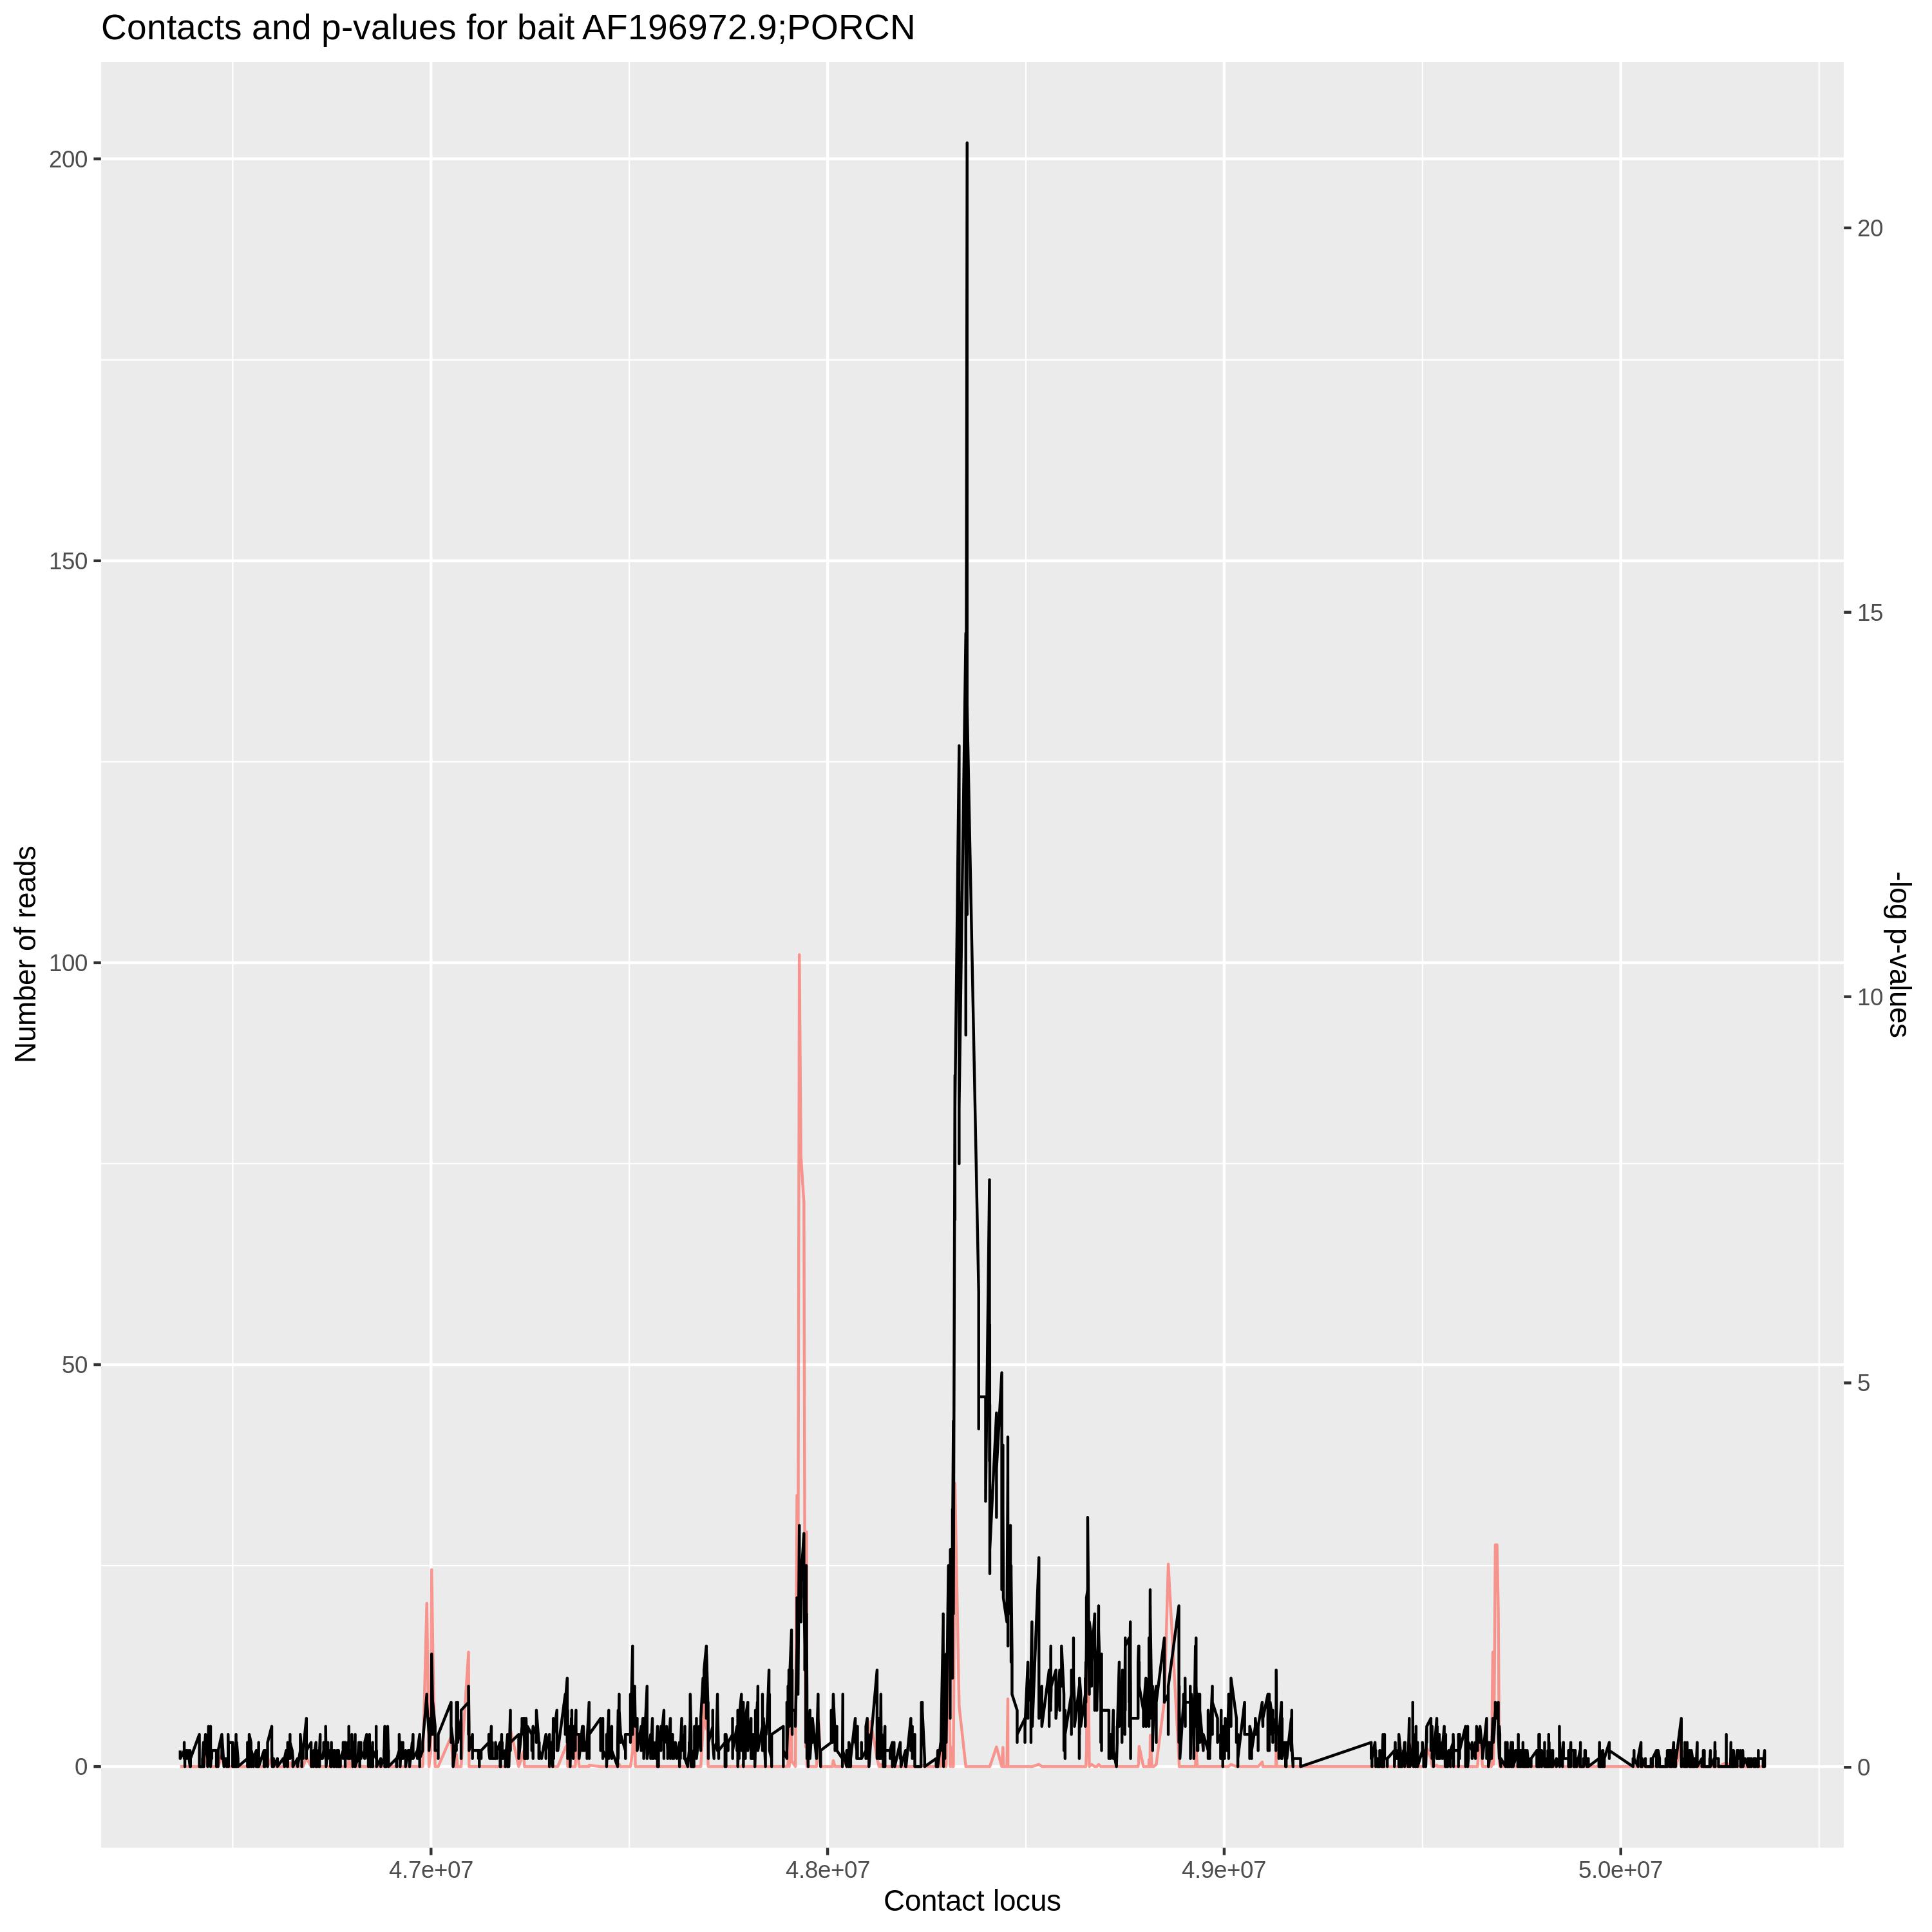 Contacts and p-values for bait AF196972.9;PORCN
200
150
100
50
0
Number of reads
20
15
10
5
0
-log p-values
4.7e+07
4.8e+07
4.9e+07
5.0e+07
Contact locus